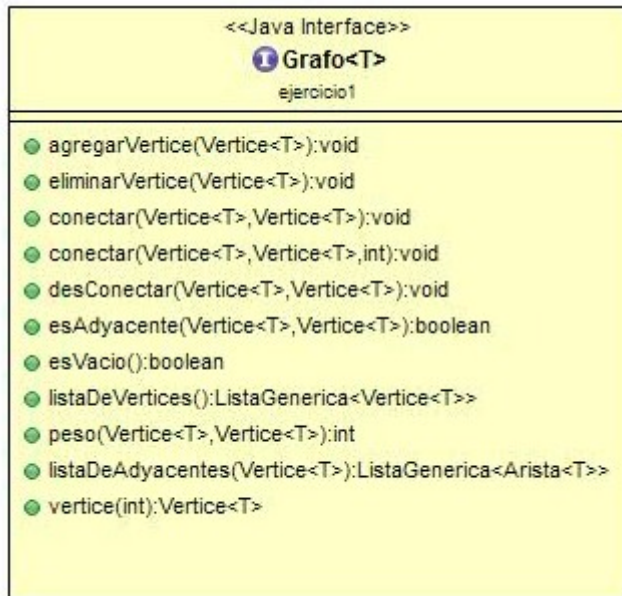 <<Java Interface>>
Grafo<T>
ejercicio1
agregarVertice(Vertice<T>):void
eliminarVertice(Vertice<T>):void
conectar(Vertice<T>,Vertice<T>):void
conectar(Vertice<T>,Vertice<T>,int):void
desConectar(Vertice<T>,Vertice<T>):void
esAdyacente(Vertice<T>,Vertice<T>):boolean
esVacio():boolean
listaDeVertices():ListaGenerica<Vertice<T>>
peso(Vertice<T>,Vertice<T>):int
listaDeAdyacentes(Vertice<T>):ListaGenerica<Arista<T>>
vertice(int):Vertice<T>